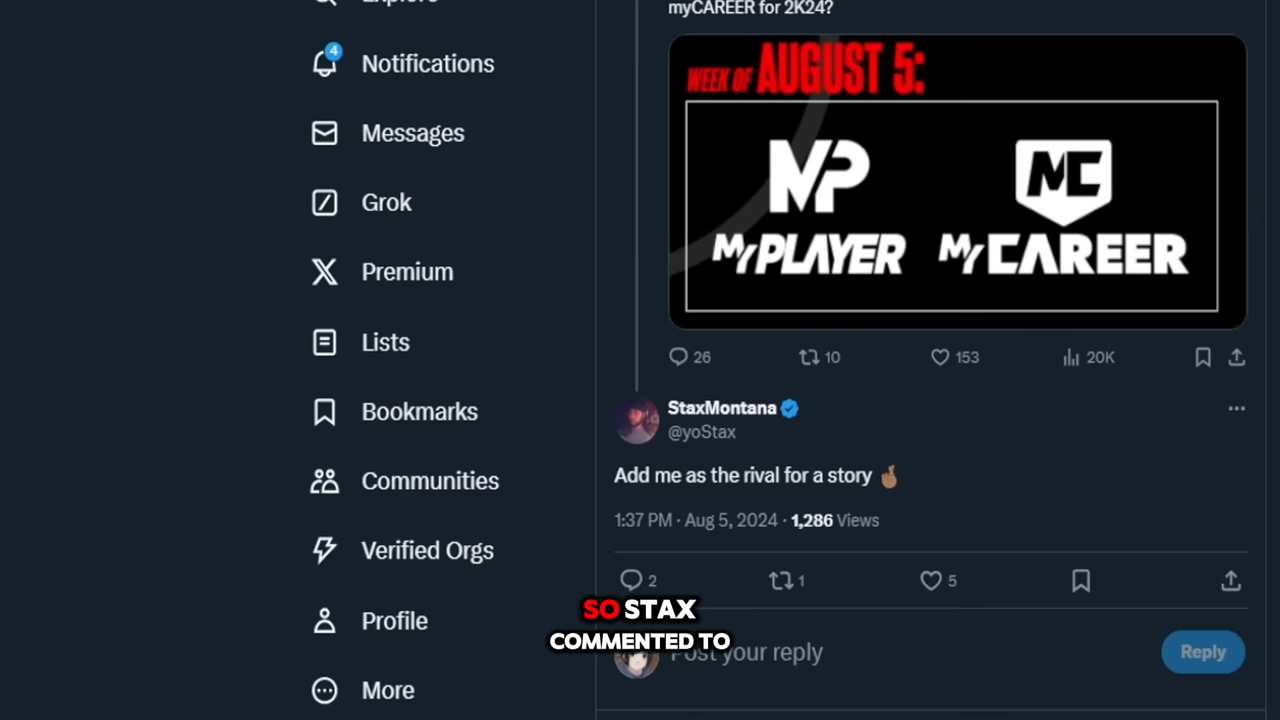 Explore
4
Notifications
Messages
Grok
Premium
Lists
Bookmarks
Communities
Verified Orgs
Profile
More
myCAREER for 2K24?
WEEK OF AUGUST 5:
MP
MyPLAYER
MC
MyCAREER
26 10 153 20K
StaxMontana
@yoStax
Add me as the rival for a story
1:37 PM · Aug 5, 2024 · 1,286 Views
2 1 5
SO STAX
COMMENTED TO
Post your reply
Reply